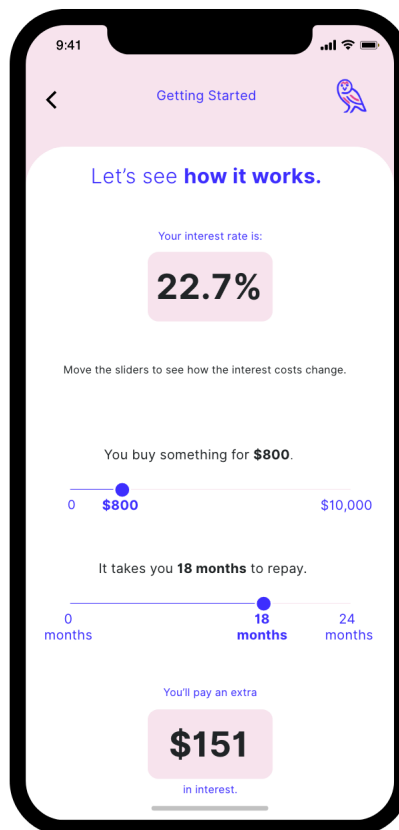 9:41
Getting Started
Let’s see how it works.
Your interest rate is:
22.7%
Move the sliders to see how the interest costs change.
You buy something for $800.
0 $800 $10,000
It takes you 18 months to repay.
0 18 24
months months months
You’ll pay an extra
$151
in interest.